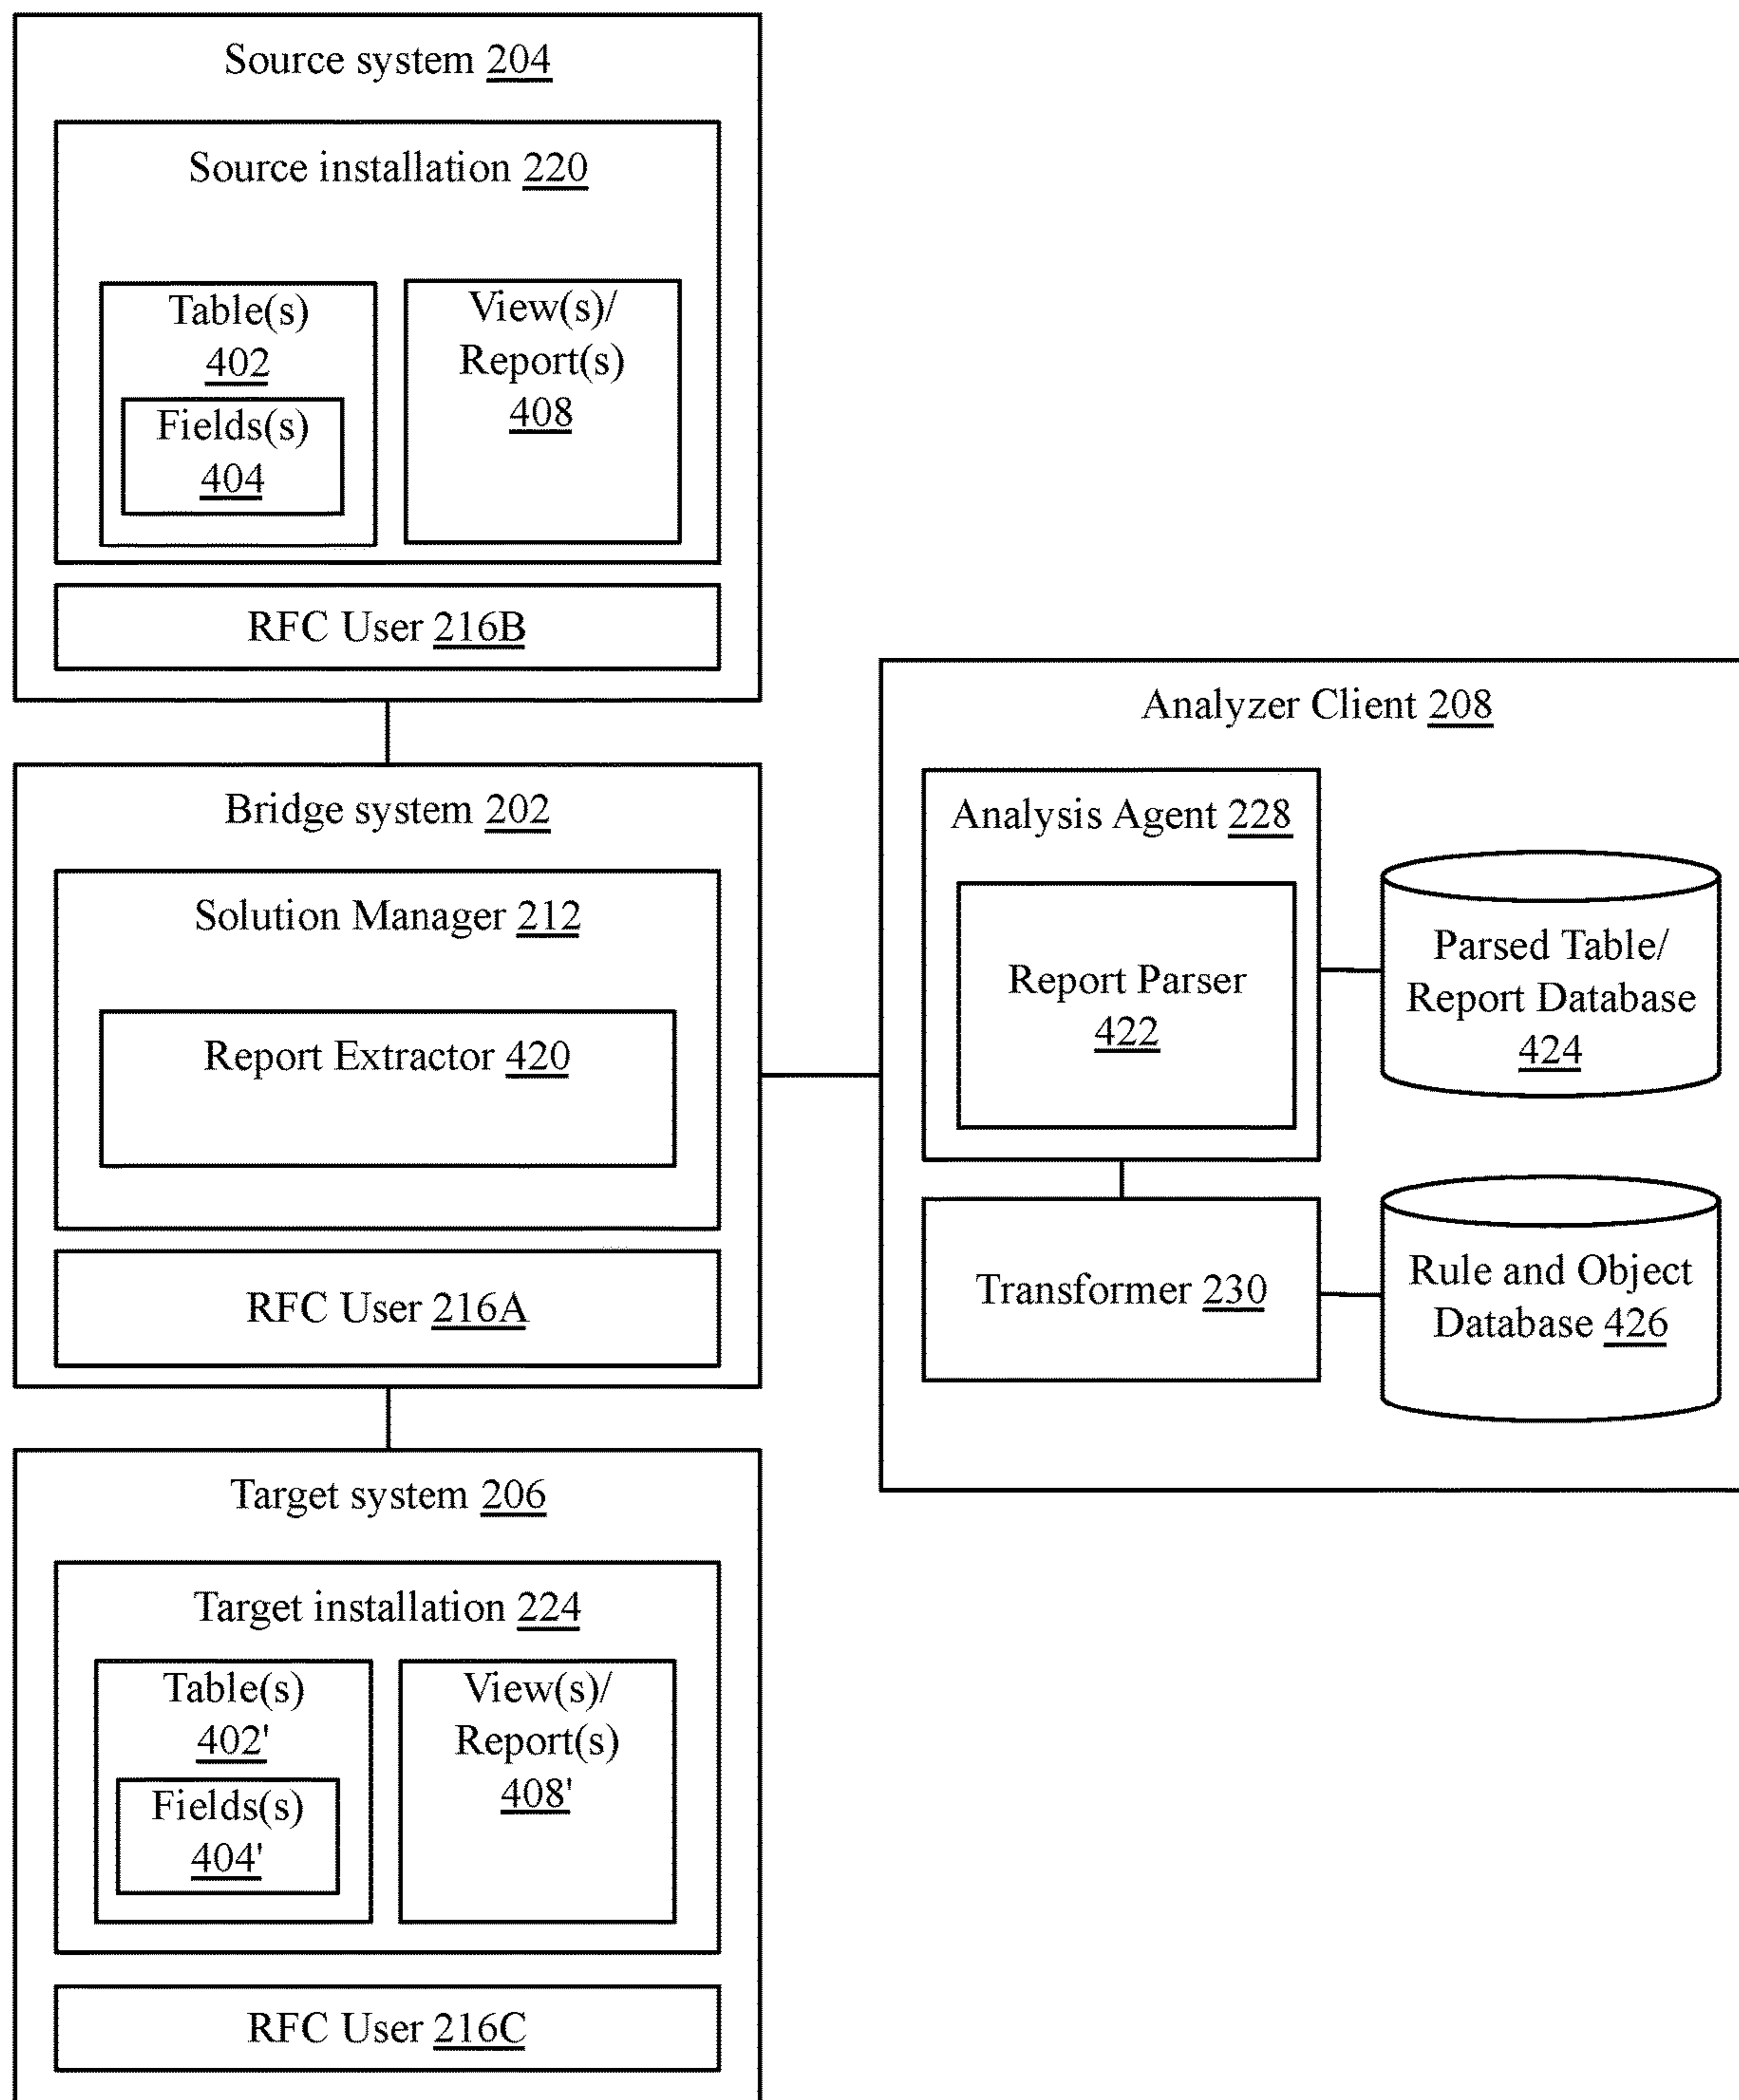 Source system 204
Source installation 220
Table(s)
402
Fields(s)
404
View(s)/
Report(s)
408
RFC User 216B
Bridge system 202
Solution Manager 212
Report Extractor 420
RFC User 216A
Target system 206
Target installation 224
Table(s)
402'
Fields(s)
404'
View(s)/
Report(s)
408'
RFC User 216C
Analyzer Client 208
Analysis Agent 228
Report Parser
422
Parsed Table/
Report Database
424
Transformer 230
Rule and Object
Database 426